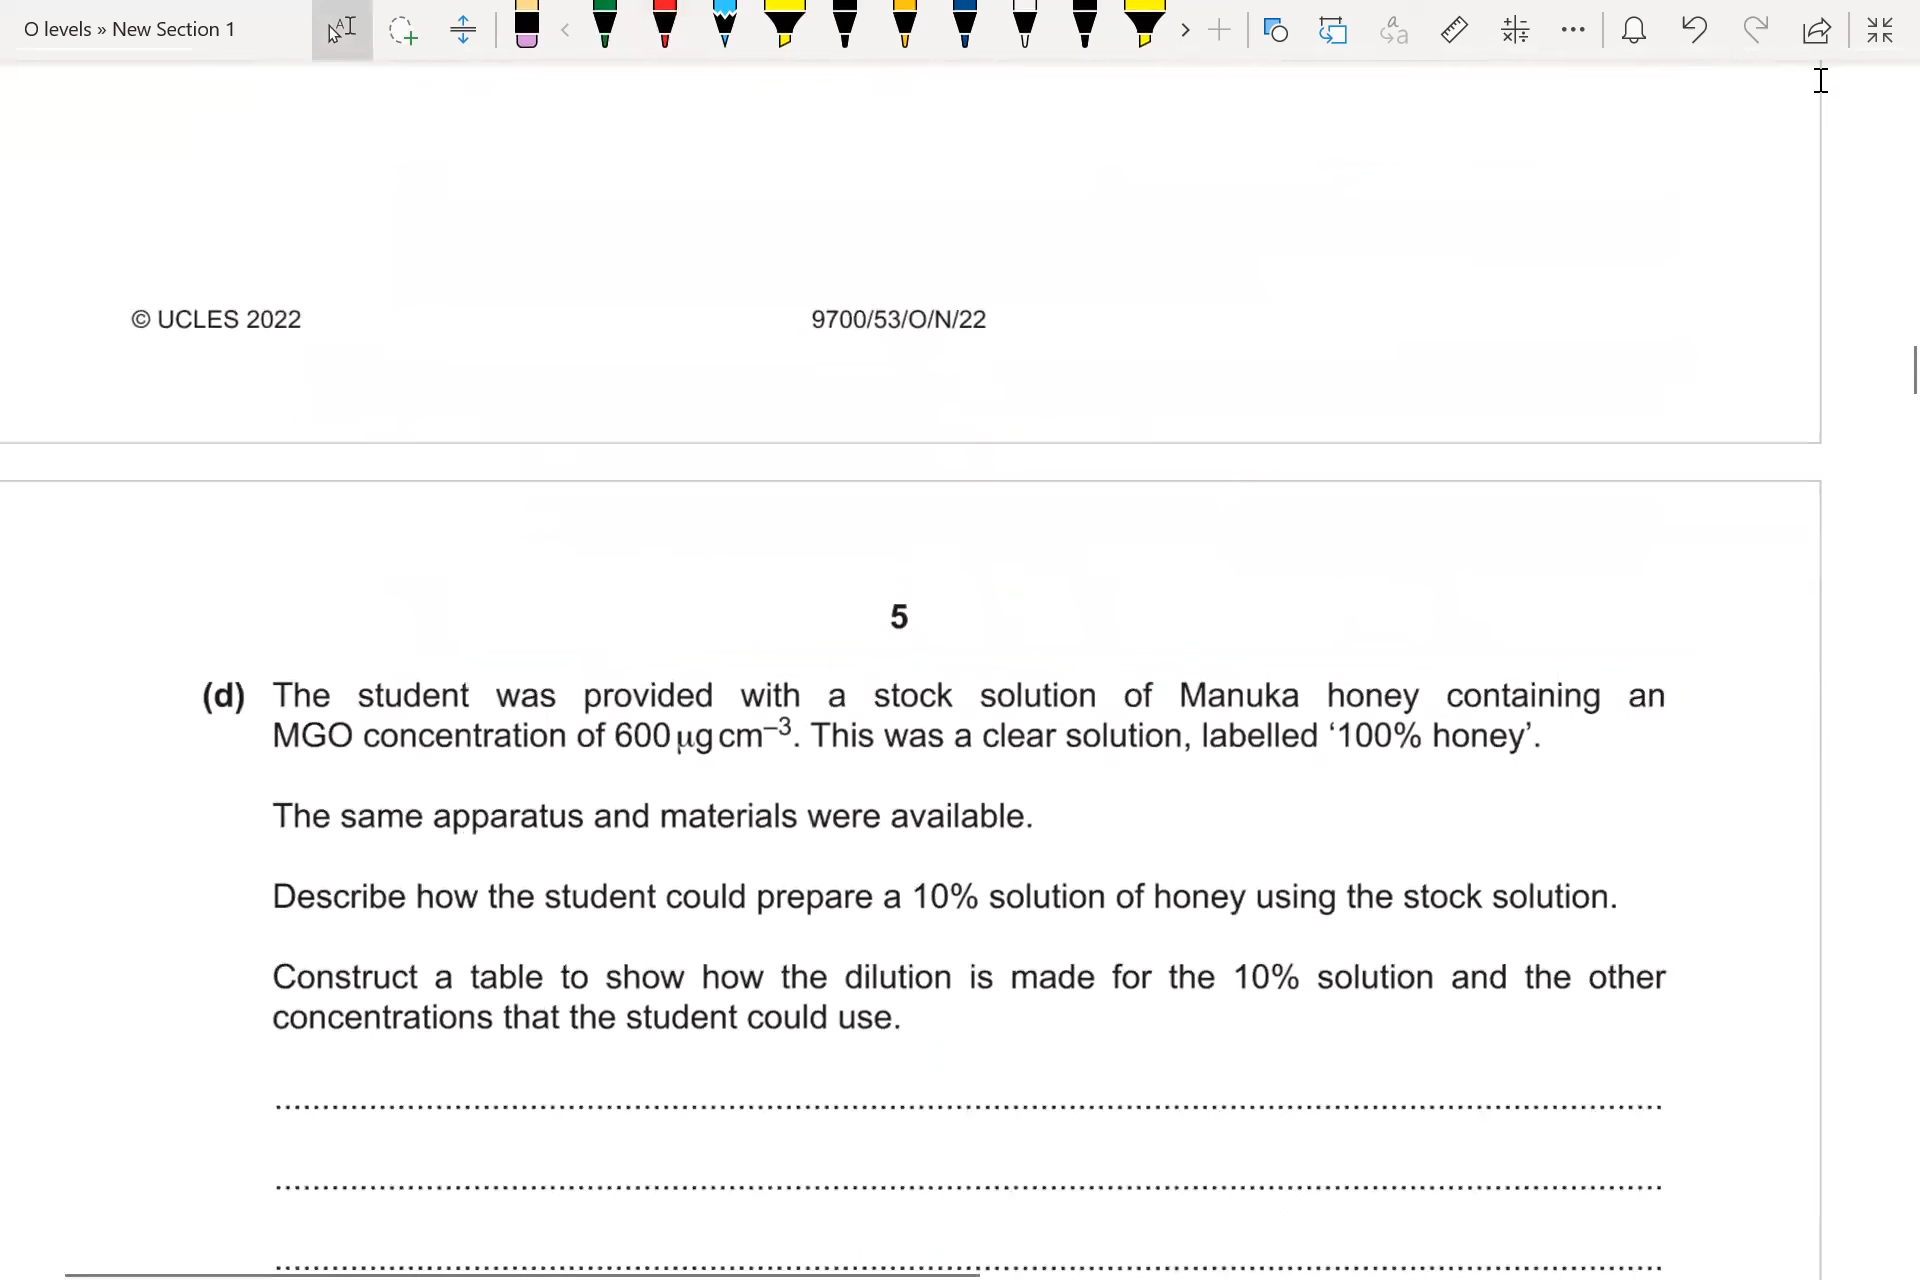 O levels » New Section 1
© UCLES 2022
9700/53/O/N/22
5
(d) The student was provided with a stock solution of Manuka honey containing an
MGO concentration of 600 µg cm⁻³. This was a clear solution, labelled ‘100% honey’.
The same apparatus and materials were available.
Describe how the student could prepare a 10% solution of honey using the stock solution.
Construct a table to show how the dilution is made for the 10% solution and the other
concentrations that the student could use.